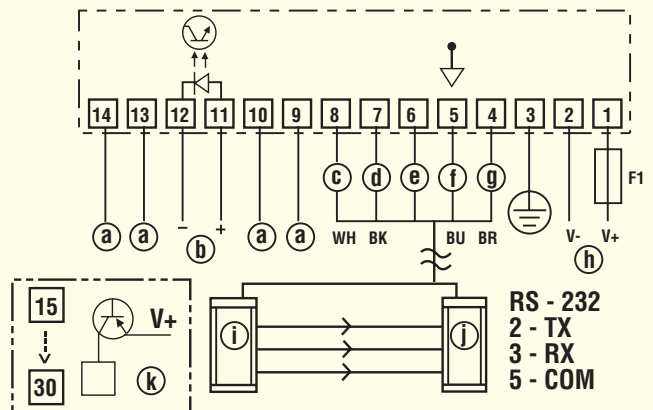 14 13 12 11 10 9 8 7 6 5 4 3 2 1
F1
c d e f g
a a − b + a a WH BK BU BR V- h V+
15 V+
30 k
i j
RS - 232
2 - TX
3 - RX
5 - COM